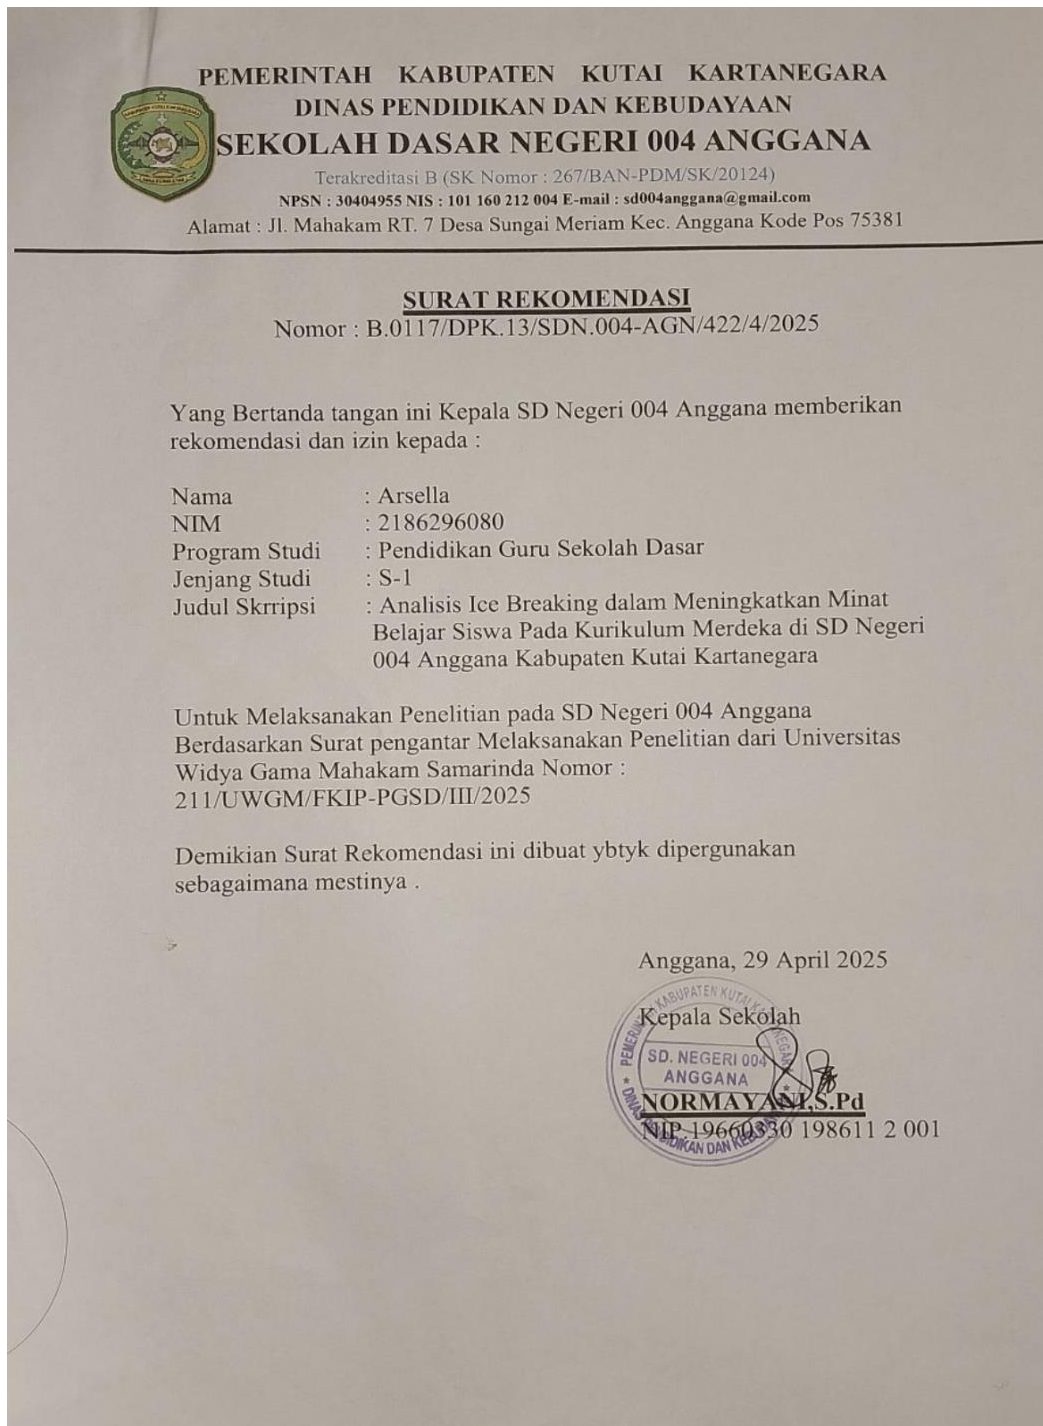 PEMERINTAH KABUPATEN KUTAI KARTANEGARA
DINAS PENDIDIKAN DAN KEBUDAYAAN
SEKOLAH DASAR NEGERI 004 ANGGANA
Terakreditasi B (SK Nomor : 267/BAN-PDM/SK/20124)
NPSN : 30404955 NIS : 101 160 212 004 E-mail : sd004anggana@gmail.com
Alamat : Jl. Mahakam RT. 7 Desa Sungai Meriam Kec. Anggana Kode Pos 75381
SURAT REKOMENDASI
Nomor : B.0117/DPK.13/SDN.004-AGN/422/4/2025
Yang Bertanda tangan ini Kepala SD Negeri 004 Anggana memberikan
rekomendasi dan izin kepada :
Nama : Arsella
NIM : 2186296080
Program Studi : Pendidikan Guru Sekolah Dasar
Jenjang Studi : S-1
Judul Skrripsi : Analisis Ice Breaking dalam Meningkatkan Minat
Belajar Siswa Pada Kurikulum Merdeka di SD Negeri
004 Anggana Kabupaten Kutai Kartanegara
Untuk Melaksanakan Penelitian pada SD Negeri 004 Anggana
Berdasarkan Surat pengantar Melaksanakan Penelitian dari Universitas
Widya Gama Mahakam Samarinda Nomor :
211/UWGM/FKIP-PGSD/III/2025
Demikian Surat Rekomendasi ini dibuat ybtyk dipergunakan
sebagaimana mestinya .
Anggana, 29 April 2025
Kepala Sekolah
PEMERINTAH KABUPATEN KUTAI KARTANEGARA
SD. NEGERI 004
ANGGANA
DINAS PENDIDIKAN DAN KEBUDAYAAN
NORMAYANI,S.Pd
NIP 19660330 198611 2 001